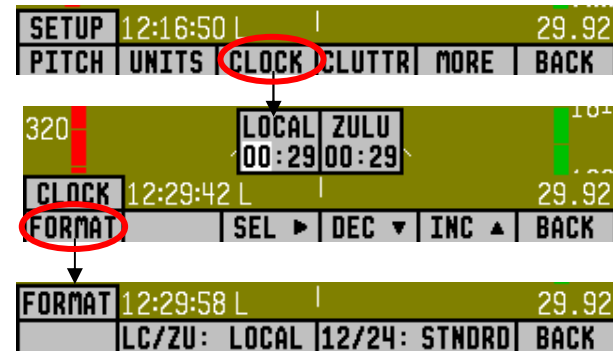 SETUP 12:16:50 L 29.92
PITCH UNITS CLOCK CLUTTR MORE BACK
320 LOCAL ZULU
00:29 00:29
CLOCK 12:29:42 L 29.92
FORMAT SEL ► DEC ▼ INC ▲ BACK
FORMAT 12:29:58 L 29.92
LC/ZU: LOCAL 12/24: STNDRD BACK